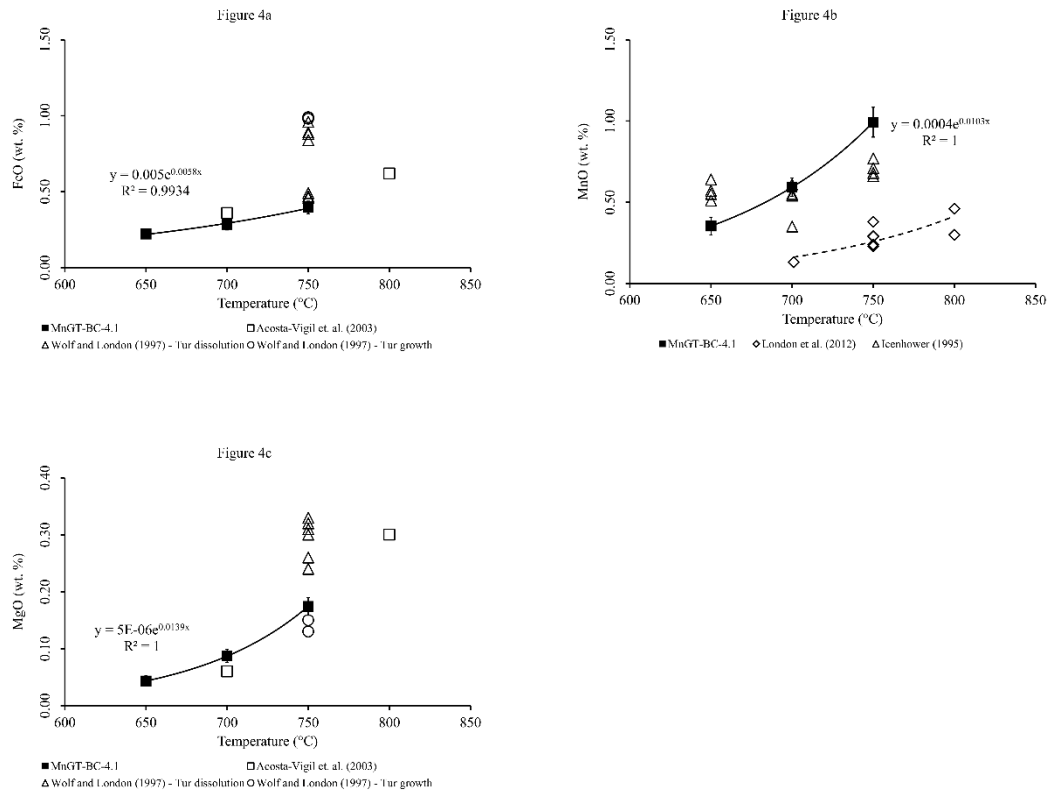 Figure 4a
1.50
1.00
0.50
0.00
FeO (wt. %)
y = 0.005e0.0058x
R² = 0.9934
600 650 700 750 800 850
Temperature (°C)
■ MnGT-BC-4.1 □ Acosta-Vigil et. al. (2003)
△ Wolf and London (1997) - Tur dissolution ○ Wolf and London (1997) - Tur growth
Figure 4b
1.50
1.00
0.50
0.00
MnO (wt. %)
y = 0.0004e0.0103x
R² = 1
600 650 700 750 800 850
Temperature (°C)
■ MnGT-BC-4.1 ◇ London et al. (2012) △ Icenhower (1995)
Figure 4c
0.40
0.30
0.20
0.10
0.00
MgO (wt. %)
y = 5E-06e0.0139x
R² = 1
600 650 700 750 800 850
Temperature (°C)
■ MnGT-BC-4.1 □ Acosta-Vigil et. al. (2003)
△ Wolf and London (1997) - Tur dissolution ○ Wolf and London (1997) - Tur growth